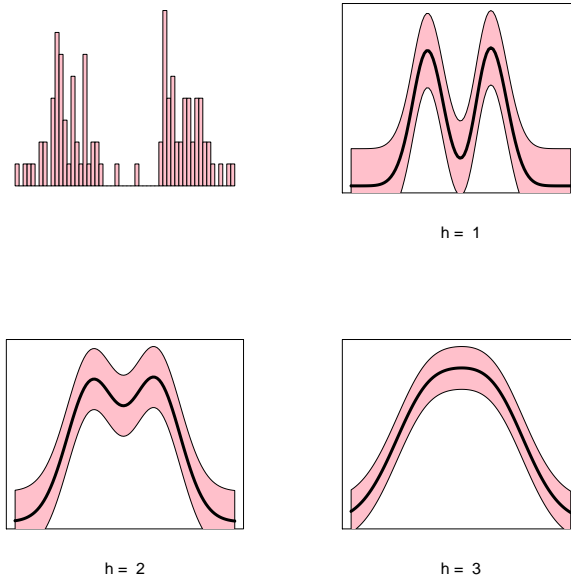 h = 1
h = 2
h = 3